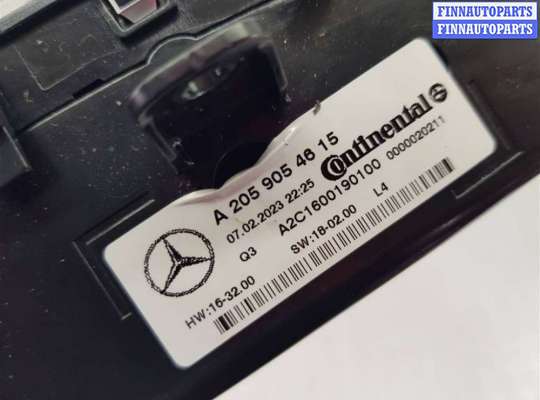 FINNAUTOPARTS
FINNAUTOPARTS
A 205 905 46 15
Continental
07.02.2023 22:25
A2C1600190100 0000020211
Q3 SW:18-02.00 L4
HW:16-32.00